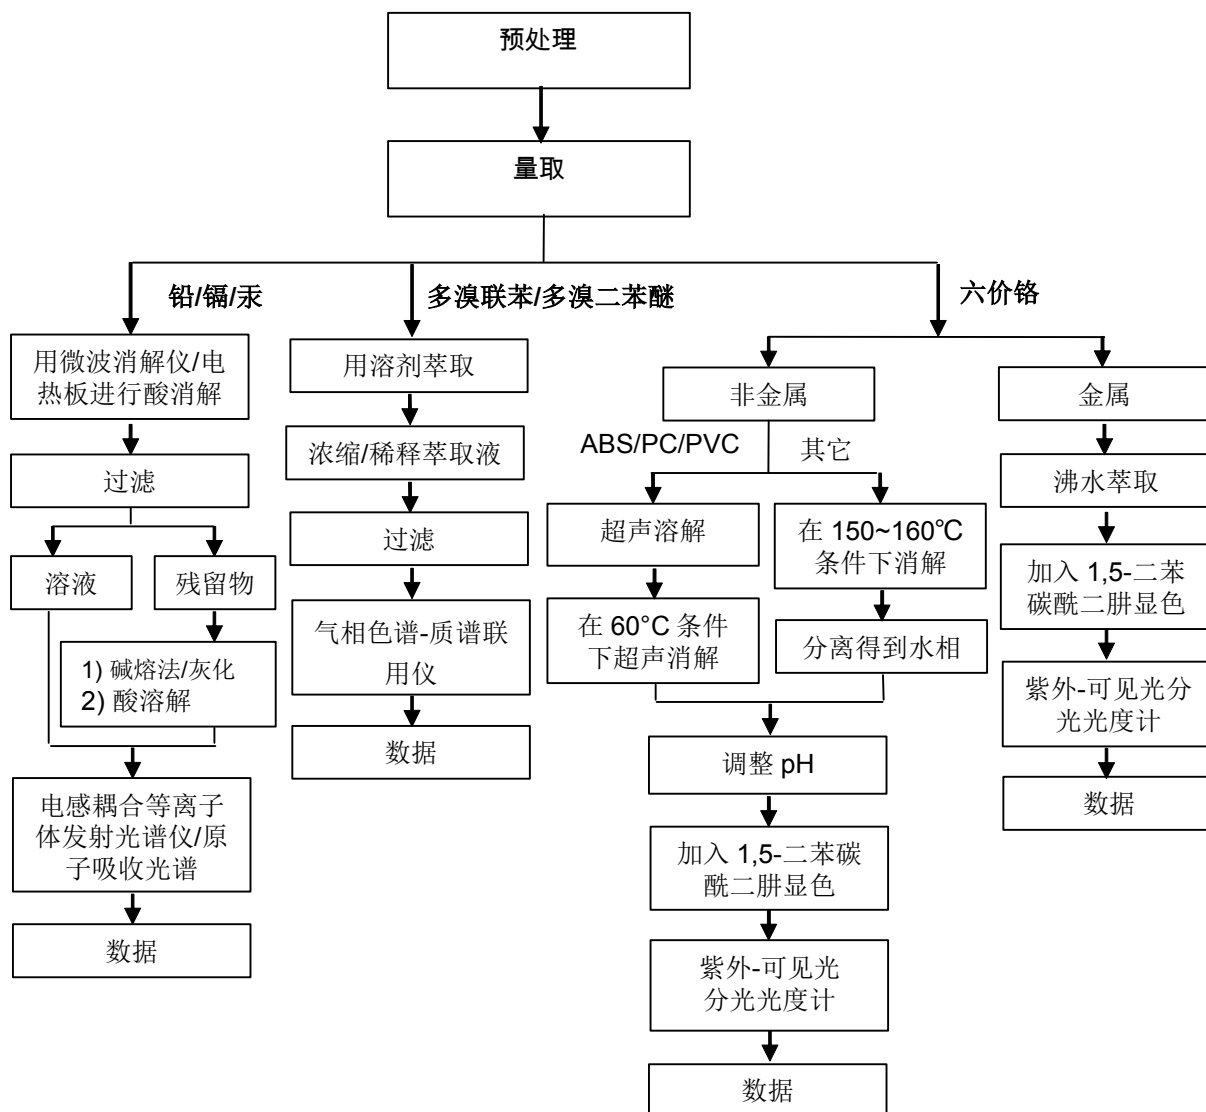 预处理
量取
铅/镉/汞
多溴联苯/多溴二苯醚
六价铬
用微波消解仪/电
热板进行酸消解
过滤
溶液
残留物
1) 碱熔法/灰化
2) 酸溶解
电感耦合等离子
体发射光谱仪/原
子吸收光谱
数据
用溶剂萃取
浓缩/稀释萃取液
过滤
气相色谱-质谱联
用仪
数据
非金属
ABS/PC/PVC
其它
超声溶解
在 60°C 条件
下超声消解
在 150~160℃
条件下消解
分离得到水相
调整 pH
加入 1,5-二苯碳
酰二肼显色
紫外-可见光
分光光度计
数据
金属
沸水萃取
加入 1,5-二苯
碳酰二肼显色
紫外-可见光分
光光度计
数据